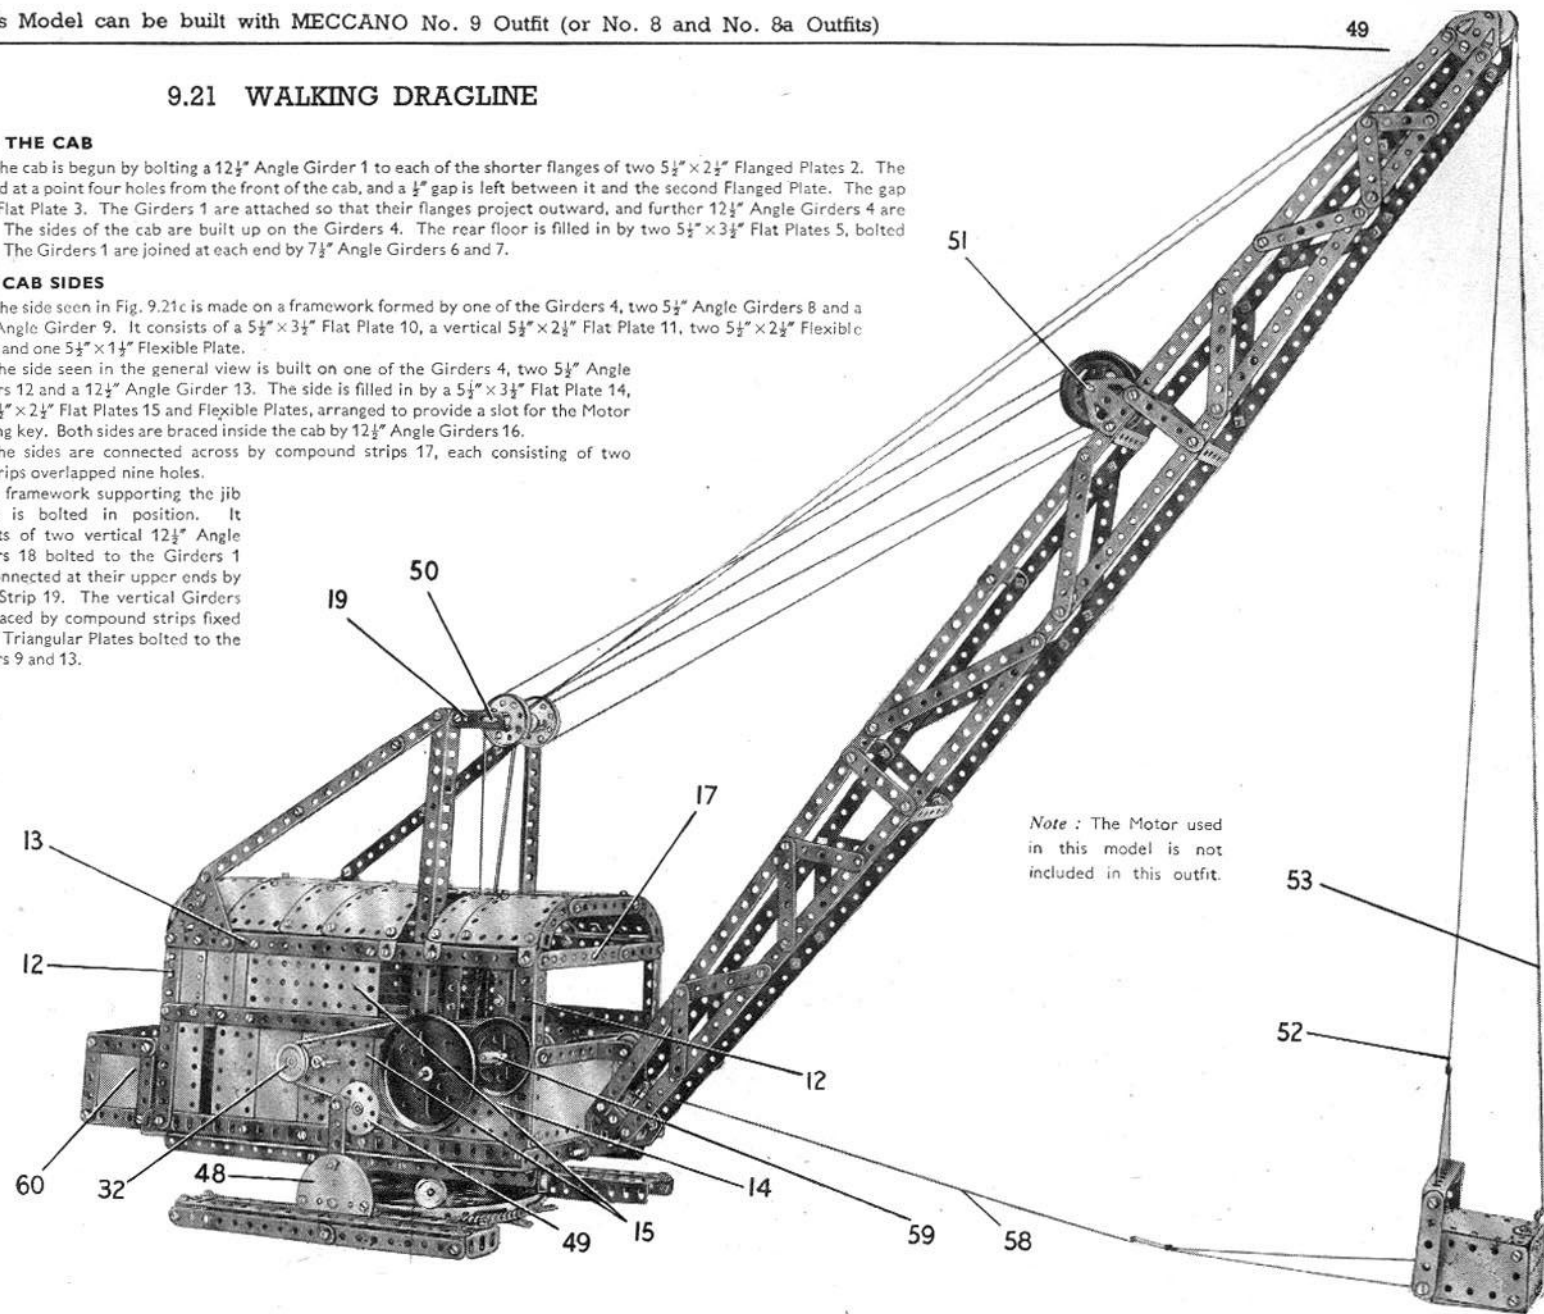 s Model can be built with MECCANO No. 9 Outfit (or No. 8 and No. 8a Outfits)
49
9.21 WALKING DRAGLINE
THE CAB
he cab is begun by bolting a 12½″ Angle Girder 1 to each of the shorter flanges of two 5½″ × 2½″ Flanged Plates 2. The
d at a point four holes from the front of the cab, and a ½″ gap is left between it and the second Flanged Plate. The gap
Flat Plate 3. The Girders 1 are attached so that their flanges project outward, and further 12½″ Angle Girders 4 are
The sides of the cab are built up on the Girders 4. The rear floor is filled in by two 5½″ × 3½″ Flat Plates 5, bolted
The Girders 1 are joined at each end by 7½″ Angle Girders 6 and 7.
CAB SIDES
he side seen in Fig. 9.21c is made on a framework formed by one of the Girders 4, two 5½″ Angle Girders 8 and a
Angle Girder 9. It consists of a 5½″ × 3½″ Flat Plate 10, a vertical 5½″ × 2½″ Flat Plate 11, two 5½″ × 2½″ Flexible
and one 5½″ × 1½″ Flexible Plate.
he side seen in the general view is built on one of the Girders 4, two 5½″ Angle
rs 12 and a 12½″ Angle Girder 13. The side is filled in by a 5½″ × 3½″ Flat Plate 14,
½″ × 2½″ Flat Plates 15 and Flexible Plates, arranged to provide a slot for the Motor
ng key. Both sides are braced inside the cab by 12½″ Angle Girders 16.
he sides are connected across by compound strips 17, each consisting of two
rips overlapped nine holes.
framework supporting the jib
is bolted in position. It
ts of two vertical 12½″ Angle
rs 18 bolted to the Girders 1
onnected at their upper ends by
Strip 19. The vertical Girders
aced by compound strips fixed
Triangular Plates bolted to the
rs 9 and 13.
51
50
19
17
13
Note : The Motor used
in this model is not
included in this outfit.
53
12
52
12
60
32
48
14
49
15
59
58